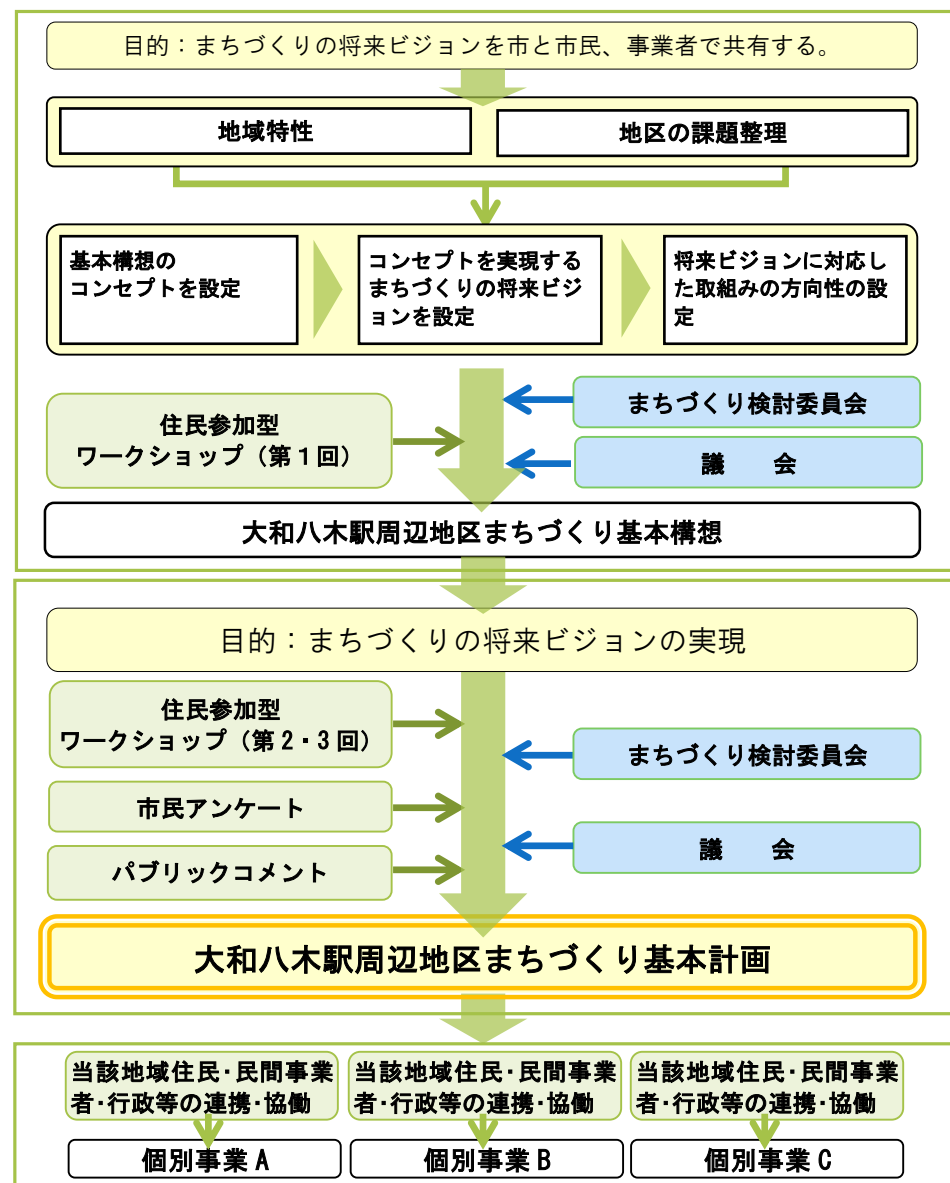 目的：まちづくりの将来ビジョンを市と市民、事業者で共有する。
地域特性
地区の課題整理
基本構想の
コンセプトを設定
コンセプトを実現する
まちづくりの将来ビジ
ョンを設定
将来ビジョンに対応し
た取組みの方向性の設
定
住民参加型
ワークショップ（第１回）
まちづくり検討委員会
議　会
大和八木駅周辺地区まちづくり基本構想
目的：まちづくりの将来ビジョンの実現
住民参加型
ワークショップ（第２・３回）
市民アンケート
パブリックコメント
まちづくり検討委員会
議　会
大和八木駅周辺地区まちづくり基本計画
当該地域住民・民間事業
者・行政等の連携・協働
当該地域住民・民間事業
者・行政等の連携・協働
当該地域住民・民間事業
者・行政等の連携・協働
個別事業Ａ
個別事業Ｂ
個別事業Ｃ